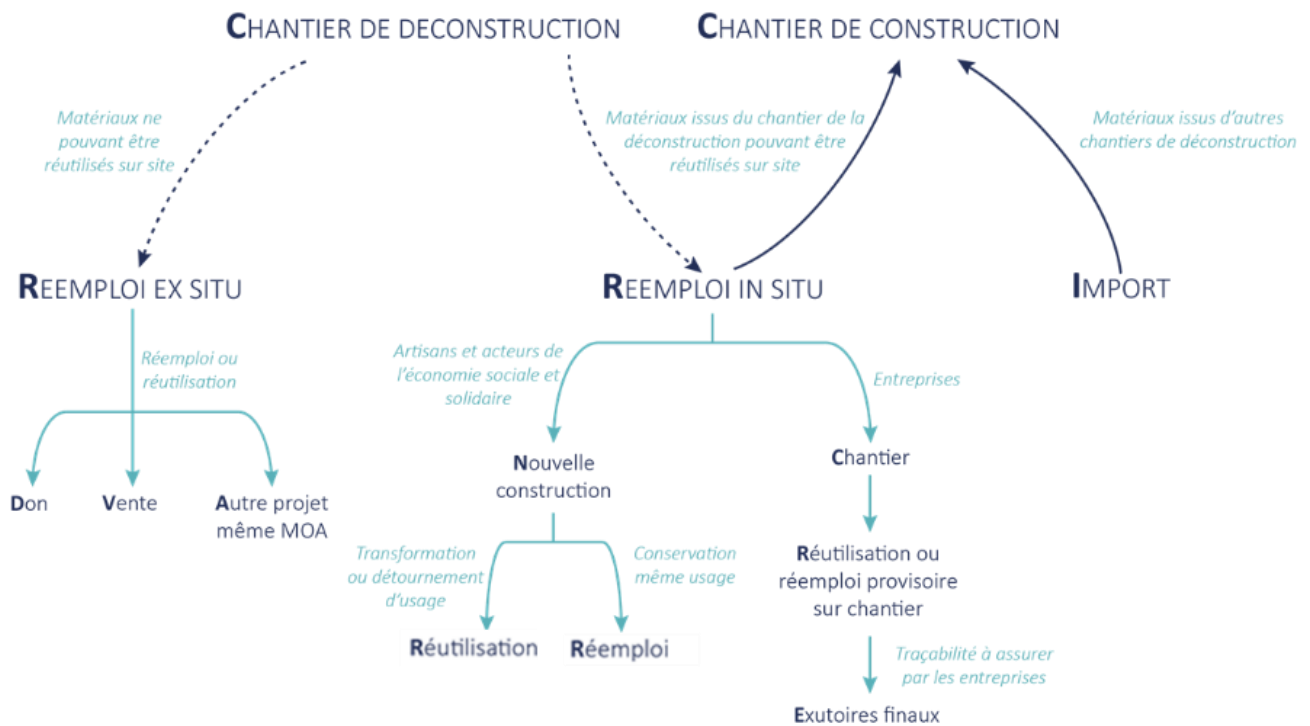 CHANTIER DE DECONSTRUCTION
CHANTIER DE CONSTRUCTION
Matériaux ne
pouvant être
réutilisés sur site
Matériaux issus du chantier de la
déconstruction pouvant être
réutilisés sur site
Matériaux issus d'autres
chantiers de déconstruction
REEMPLOI EX SITU
REEMPLOI IN SITU
IMPORT
Réemploi ou
réutilisation
Artisans et acteurs de
l'économie sociale et
solidaire
Entreprises
Don
Vente
Autre projet
même MOA
Nouvelle
construction
Chantier
Transformation
ou détournement
d'usage
Conservation
même usage
Réutilisation ou
réemploi provisoire
sur chantier
Réutilisation
Réemploi
Traçabilité à assurer
par les entreprises
Exutoires finaux